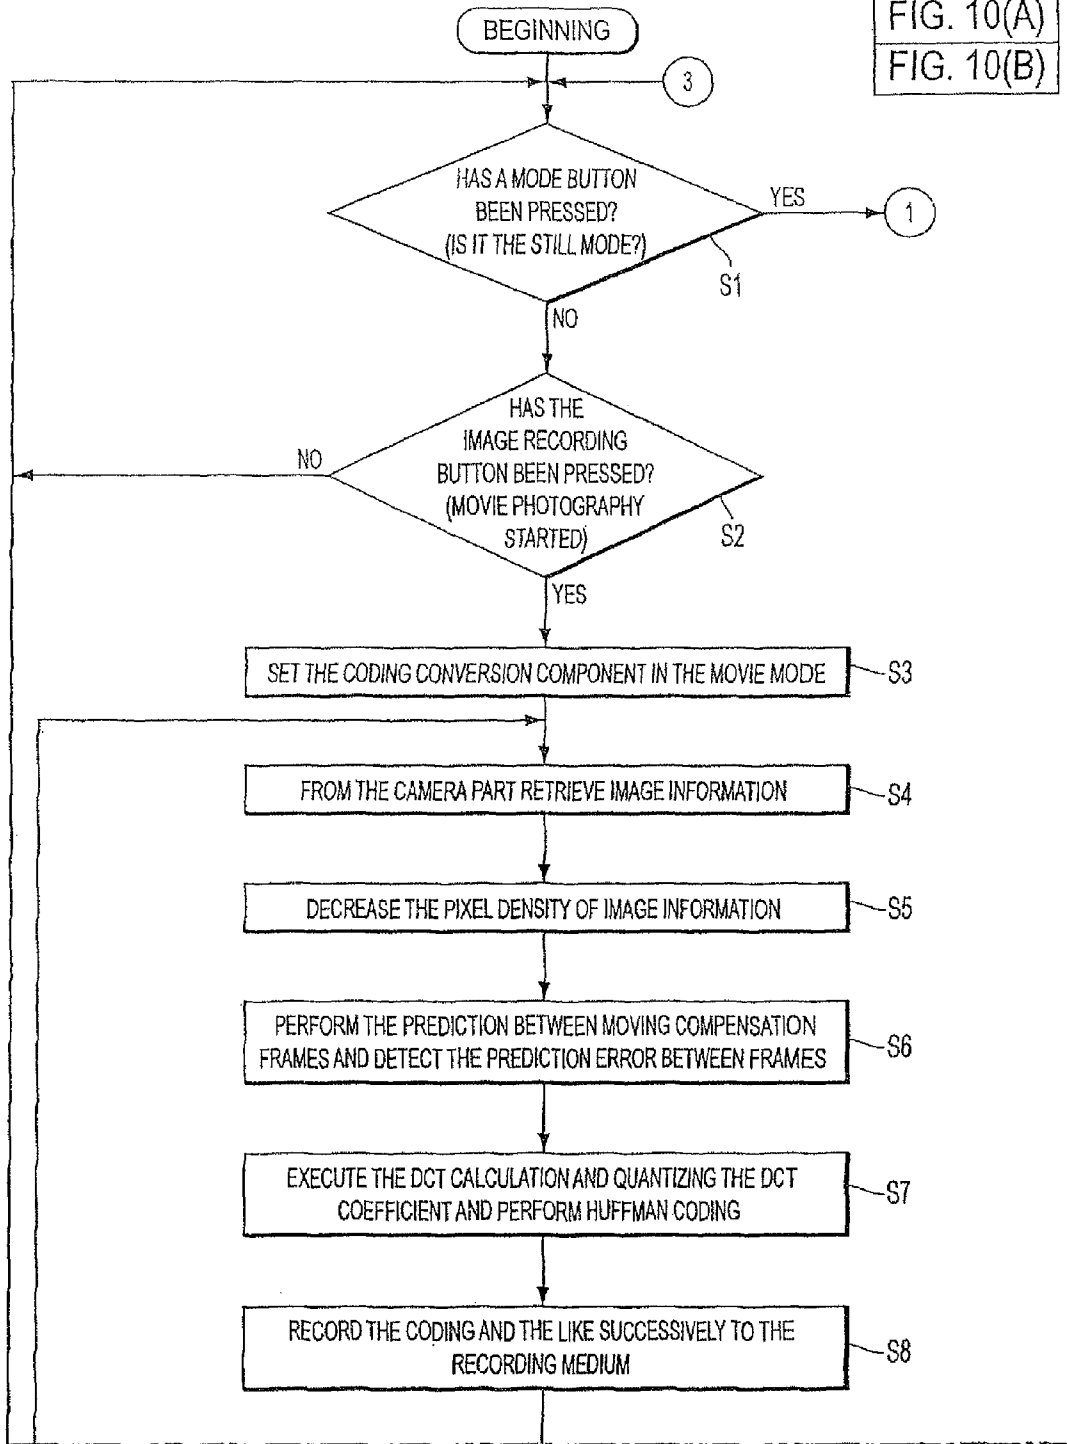 FIG. 10(A)
FIG. 10(B)
BEGINNING
3
HAS A MODE BUTTON
BEEN PRESSED?
(IS IT THE STILL MODE?)
YES
1
S1
NO
HAS THE
IMAGE RECORDING
BUTTON BEEN PRESSED?
(MOVIE PHOTOGRAPHY
STARTED)
NO
S2
YES
SET THE CODING CONVERSION COMPONENT IN THE MOVIE MODE
S3
FROM THE CAMERA PART RETRIEVE IMAGE INFORMATION
S4
DECREASE THE PIXEL DENSITY OF IMAGE INFORMATION
S5
PERFORM THE PREDICTION BETWEEN MOVING COMPENSATION
FRAMES AND DETECT THE PREDICTION ERROR BETWEEN FRAMES
S6
EXECUTE THE DCT CALCULATION AND QUANTIZING THE DCT
COEFFICIENT AND PERFORM HUFFMAN CODING
S7
RECORD THE CODING AND THE LIKE SUCCESSIVELY TO THE
RECORDING MEDIUM
S8